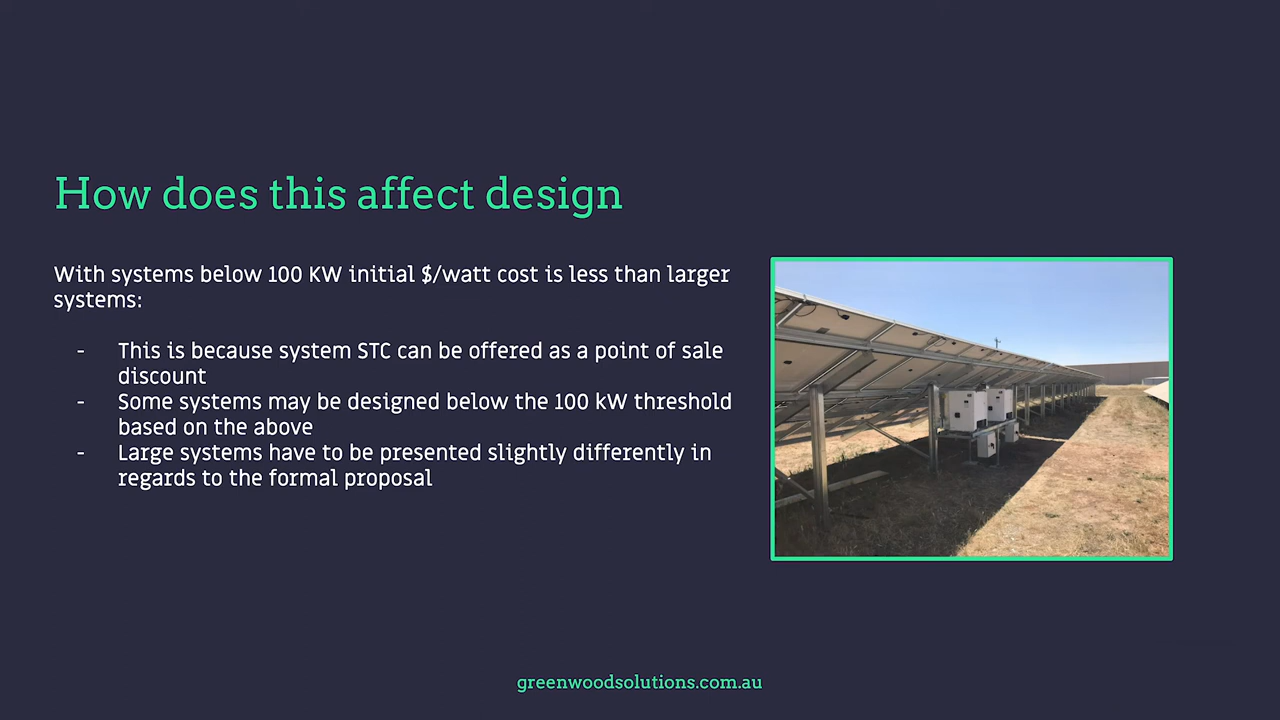 How does this affect design
With systems below 100 KW initial $/watt cost is less than larger
systems:
- This is because system STC can be offered as a point of sale
discount
- Some systems may be designed below the 100 kW threshold
based on the above
- Large systems have to be presented slightly differently in
regards to the formal proposal
greenwoodsolutions.com.au